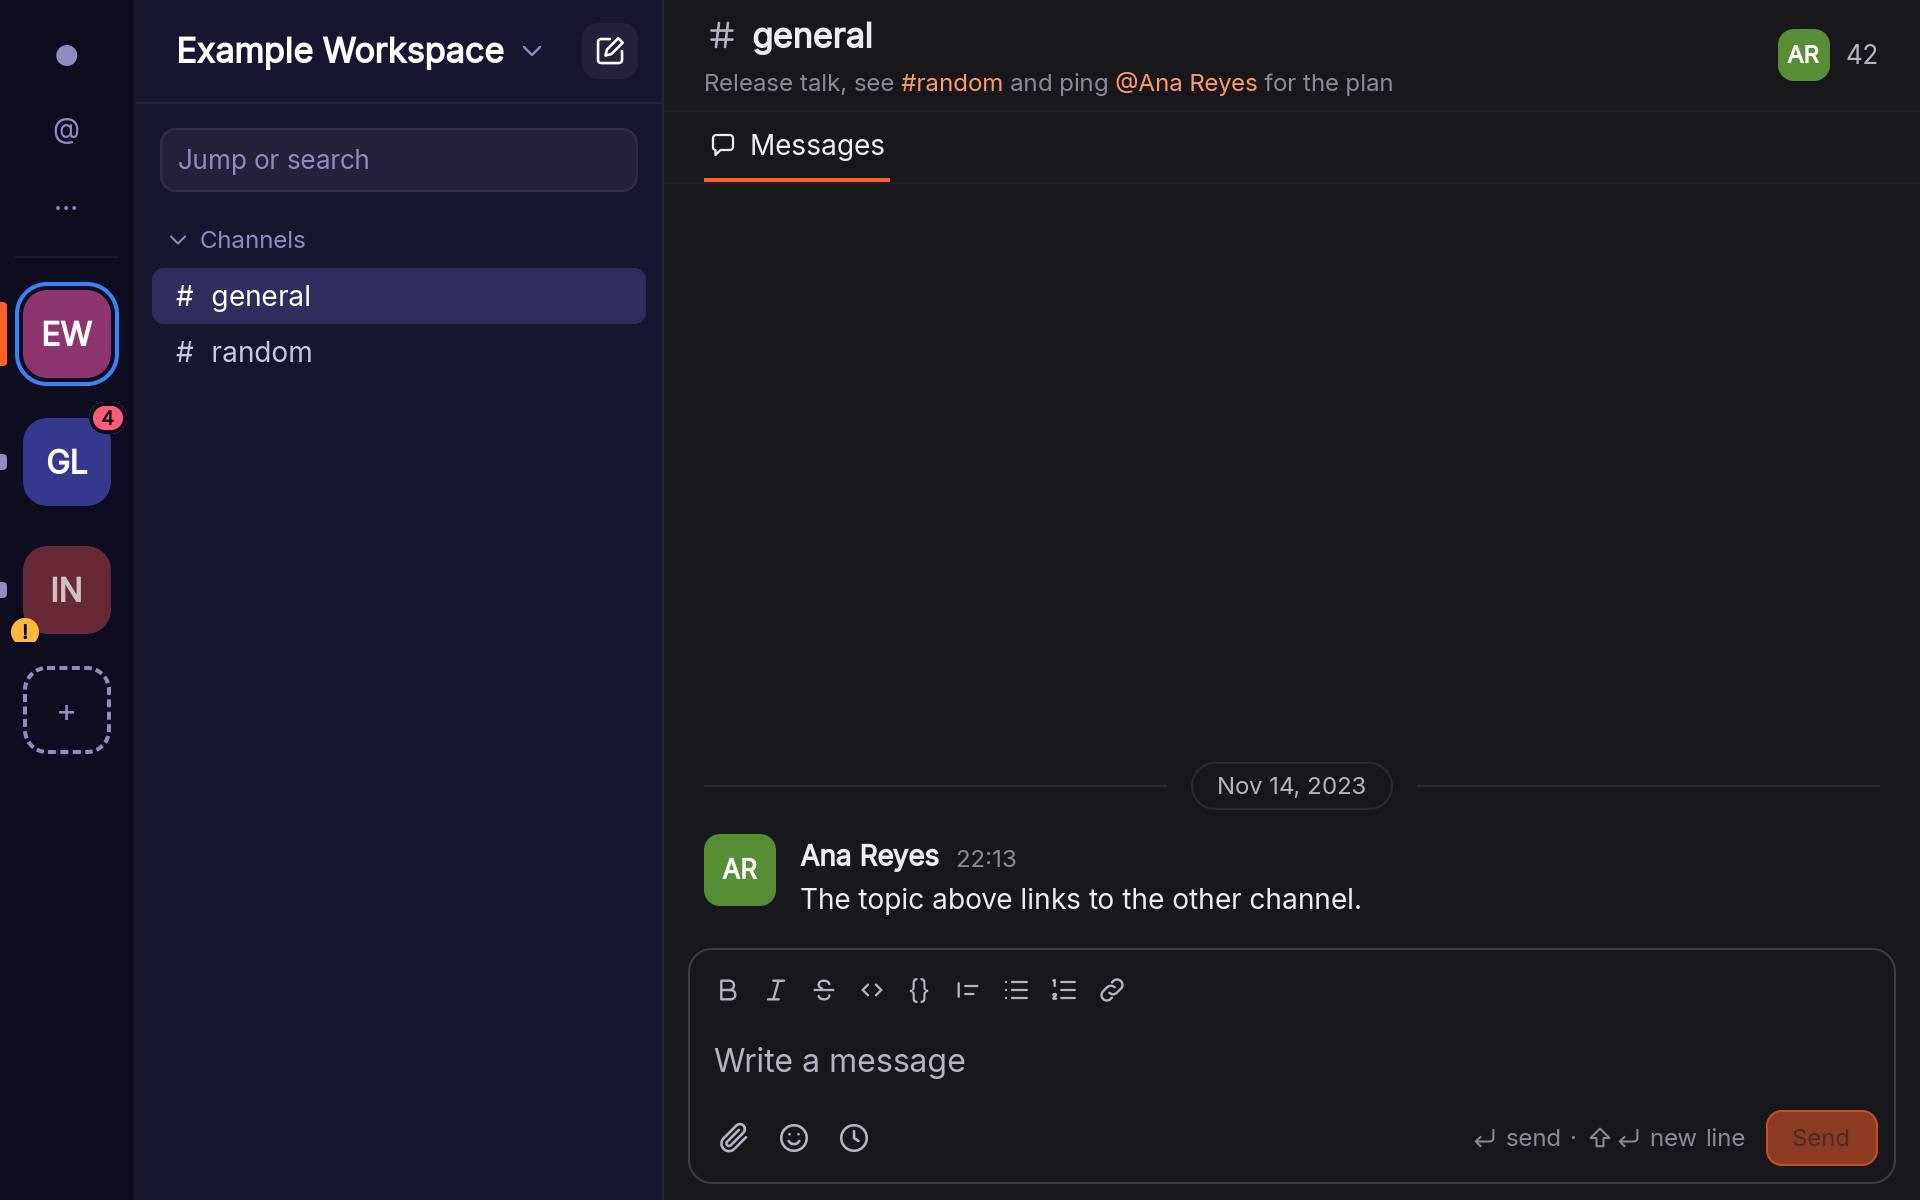 @
...
EW
4
GL
IN
!
+
Example Workspace
Jump or search
Channels
# general
# random
# general
AR 42
Release talk, see #random and ping @Ana Reyes for the plan
Messages
Nov 14, 2023
AR
Ana Reyes 22:13
The topic above links to the other channel.
Write a message
send · new line
Send